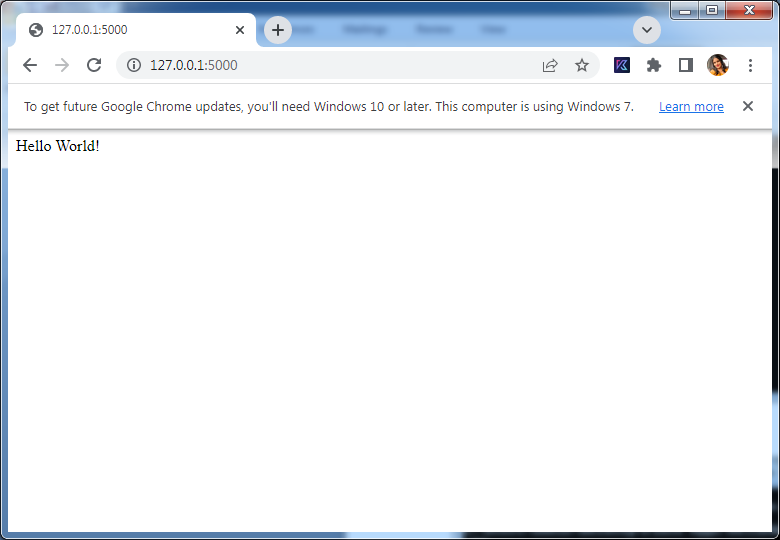 127.0.0.1:5000
127.0.0.1:5000
To get future Google Chrome updates, you'll need Windows 10 or later. This computer is using Windows 7. Learn more
Hello World!